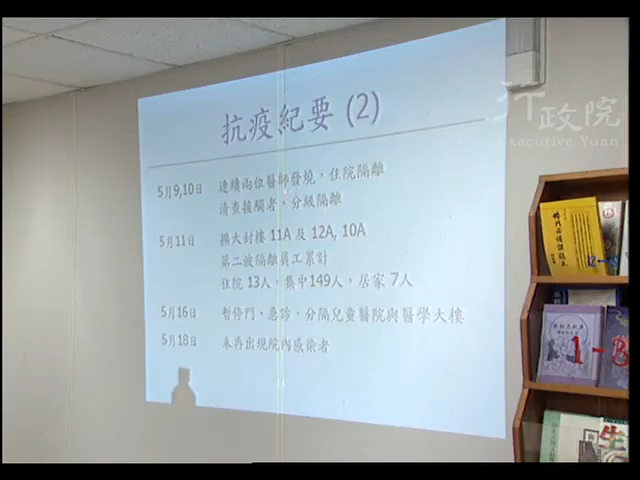 抗疫紀要 (2)
5月9,10日 連續兩位醫師發燒，住院隔離
清查接觸者，分級隔離
5月11日 擴大封樓 11A 及 12A, 10A
第二波隔離員工累計
住院 13人，集中149人，居家 7人
5月16日 暫停門、急診，分隔兒童醫院與醫學大樓
5月18日 未再出現院內感染者
行政院
Executive Yuan
1-B
生